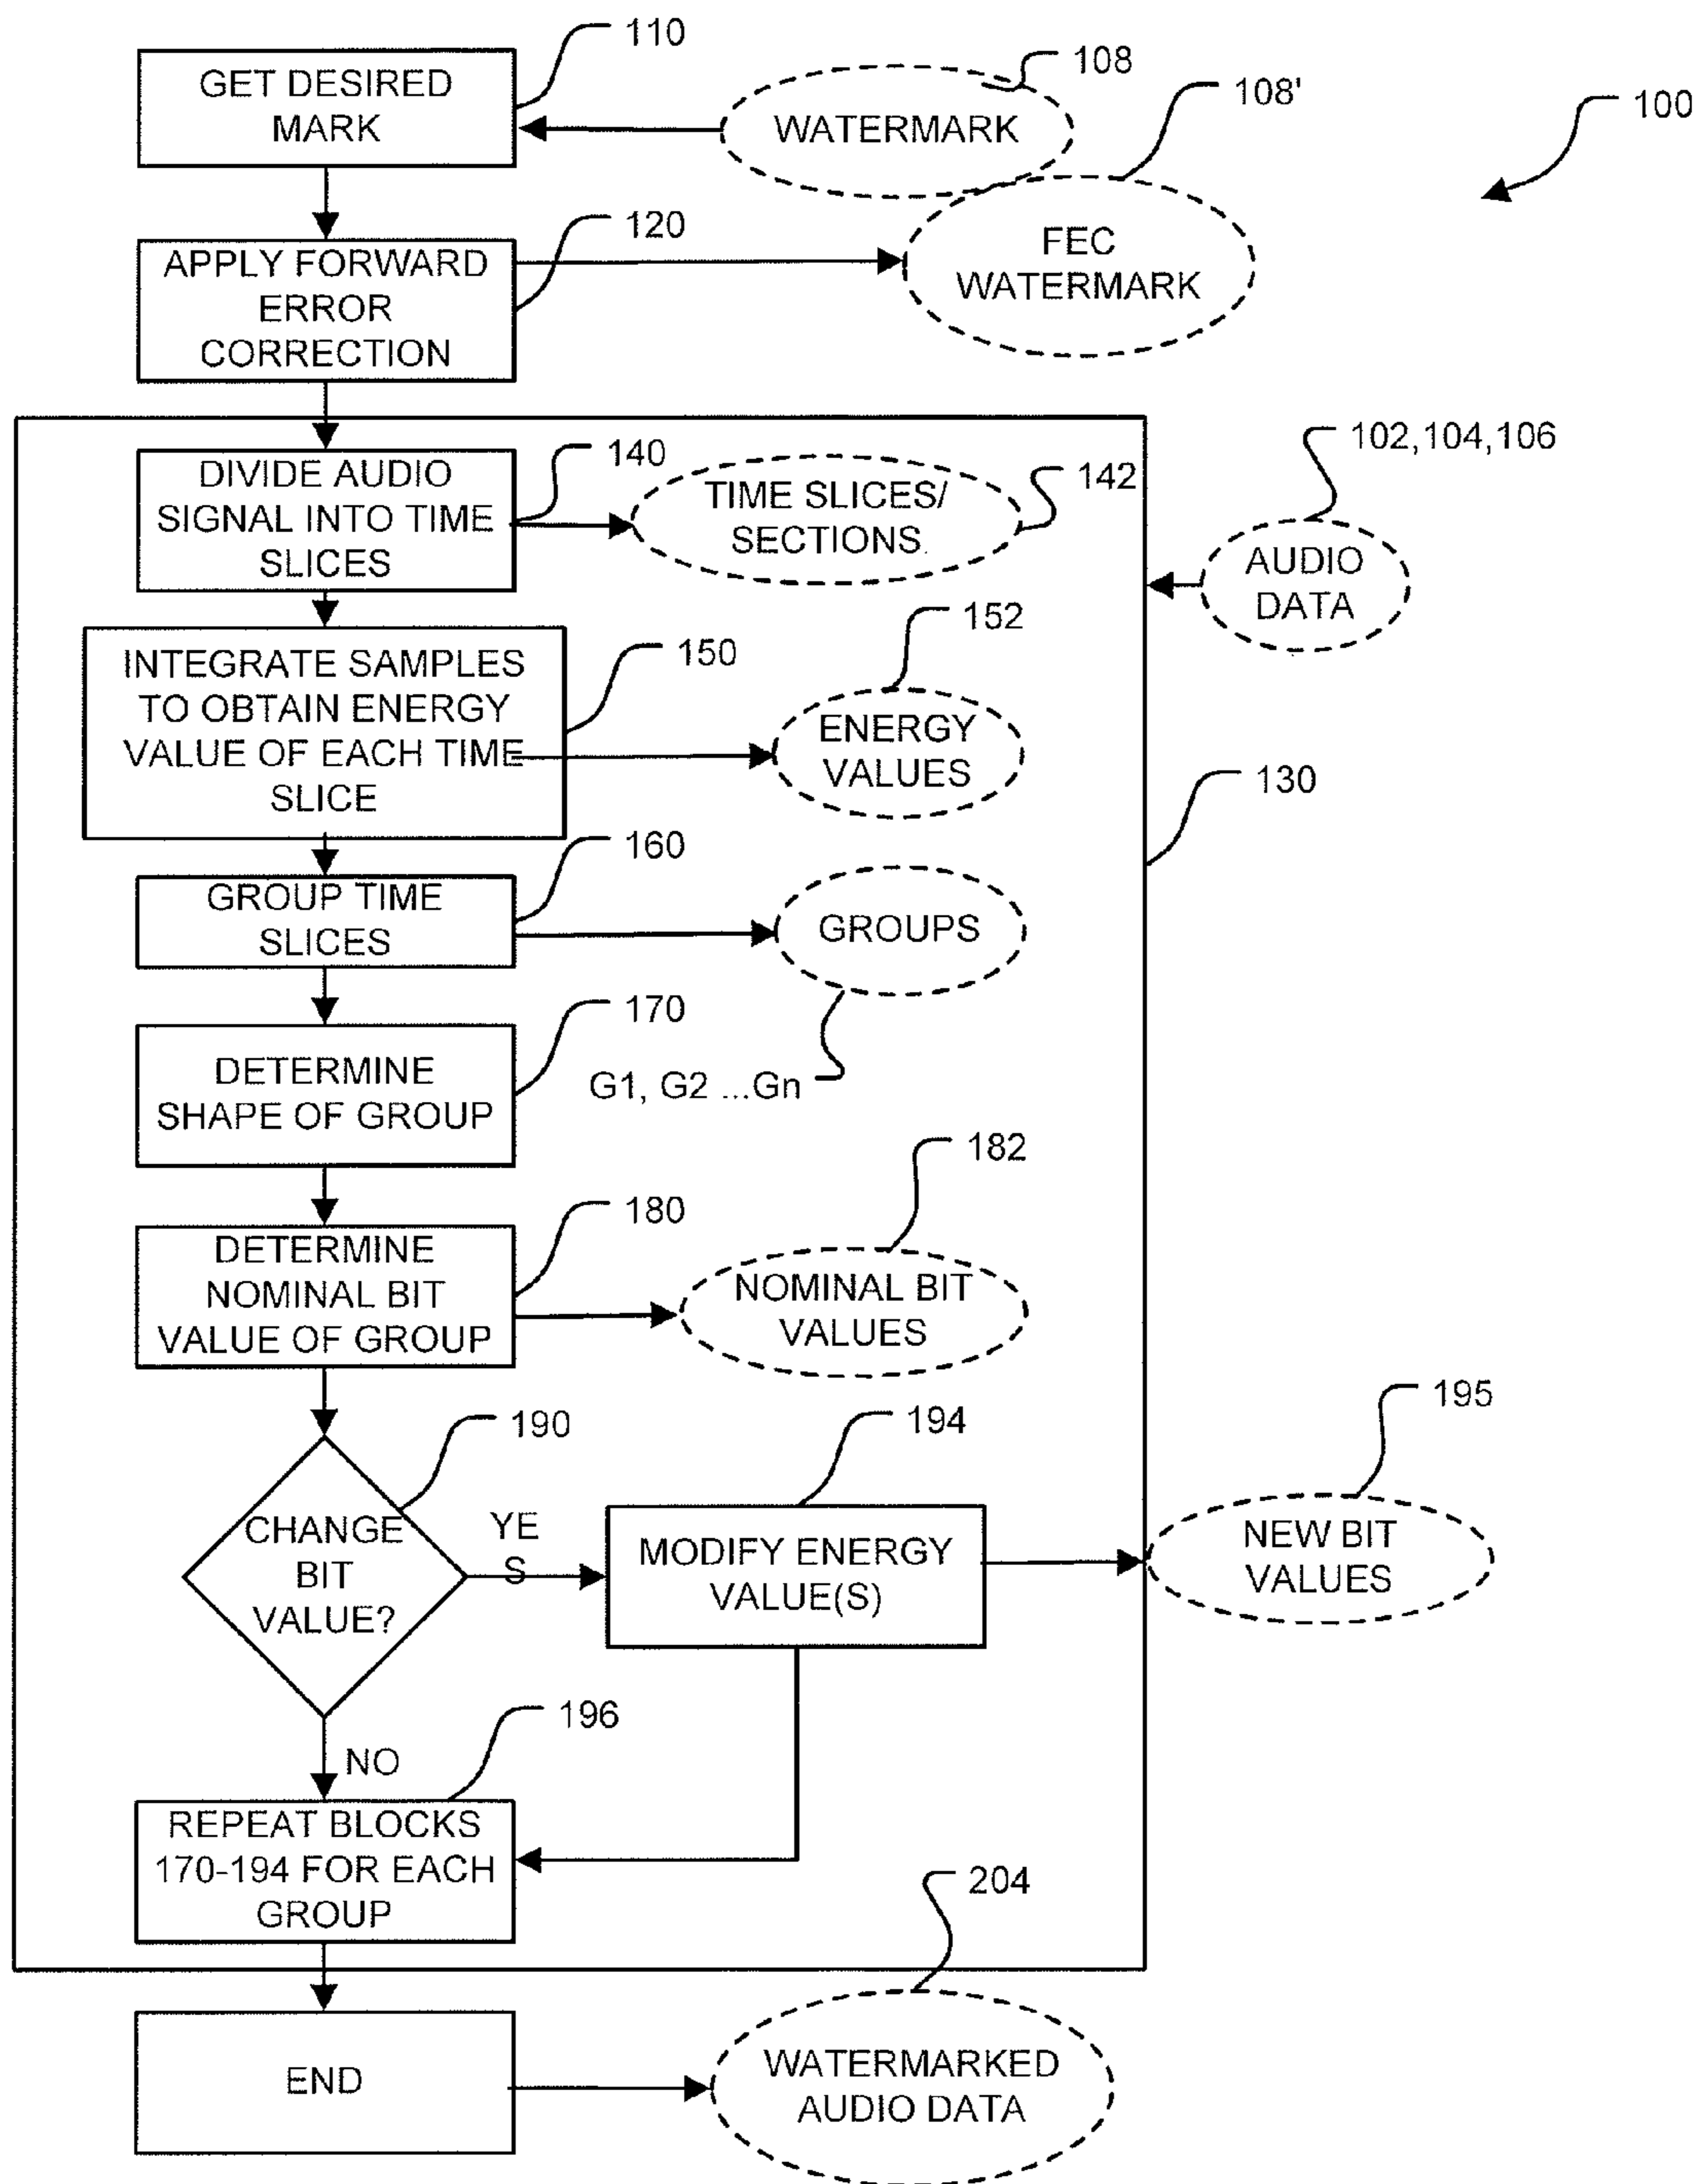 110
GET DESIRED
MARK
108
WATERMARK
108'
100
120
APPLY FORWARD
ERROR
CORRECTION
FEC
WATERMARK
102,104,106
AUDIO
DATA
140
DIVIDE AUDIO
SIGNAL INTO TIME
SLICES
142
TIME SLICES/
SECTIONS
150
INTEGRATE SAMPLES
TO OBTAIN ENERGY
VALUE OF EACH TIME
SLICE
152
ENERGY
VALUES
130
160
GROUP TIME
SLICES
GROUPS
G1, G2 ...Gn
170
DETERMINE
SHAPE OF GROUP
180
DETERMINE
NOMINAL BIT
VALUE OF GROUP
182
NOMINAL BIT
VALUES
190
CHANGE
BIT
VALUE?
YE
S
194
MODIFY ENERGY
VALUE(S)
195
NEW BIT
VALUES
NO
196
REPEAT BLOCKS
170-194 FOR EACH
GROUP
204
END
WATERMARKED
AUDIO DATA